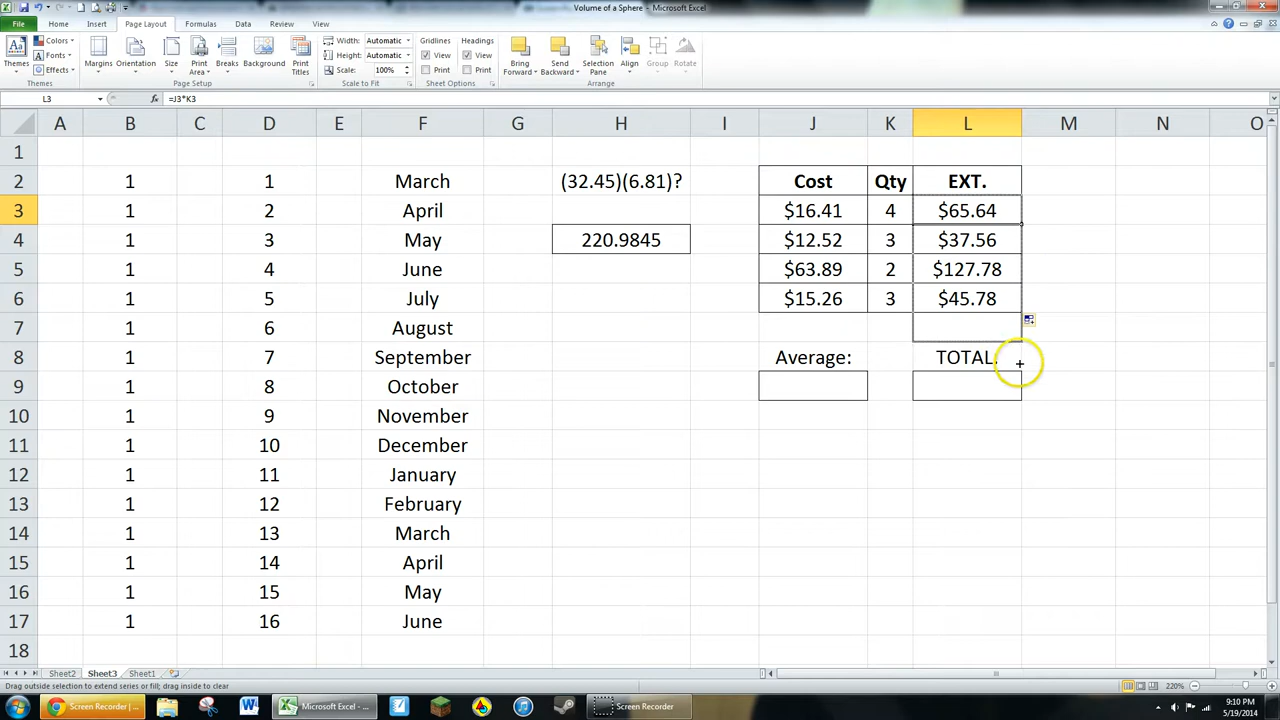 Volume of a Sphere - Microsoft Excel
File Home Insert Page Layout Formulas Data Review View
Colors Fonts Effects Themes
Margins Orientation Size Print Area Breaks Background Print Titles
Width: Automatic
Height: Automatic
Scale: 100%
Gridlines Headings
View View
Print Print
Bring Forward Send Backward Selection Pane Align Group Rotate
Themes Page Setup Scale to Fit Sheet Options Arrange
L3 fx =J3*K3
A B C D E F G H I J K L M N O
1
2 1 1 March (32.45)(6.81)? Cost Qty EXT.
3 1 2 April $16.41 4 $65.64
4 1 3 May 220.9845 $12.52 3 $37.56
5 1 4 June $63.89 2 $127.78
6 1 5 July $15.26 3 $45.78
7 1 6 August
8 1 7 September Average: TOTAL:
9 1 8 October
10 1 9 November
11 1 10 December
12 1 11 January
13 1 12 February
14 1 13 March
15 1 14 April
16 1 15 May
17 1 16 June
18
Sheet2 Sheet3 Sheet1
Drag outside selection to extend series or fill; drag inside to clear 220%
Screen Recorder | ... Microsoft Excel - ... Screen Recorder 9:10 PM
5/19/2014